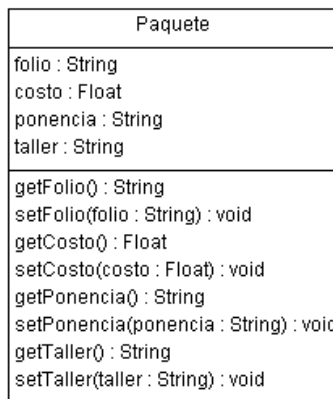 Paquete
folio : String
costo : Float
ponencia : String
taller : String
getFolio() : String
setFolio(folio : String) : void
getCosto() : Float
setCosto(costo : Float) : void
getPonencia() : String
setPonencia(ponencia : String) : void
getTaller() : String
setTaller(taller : String) : void